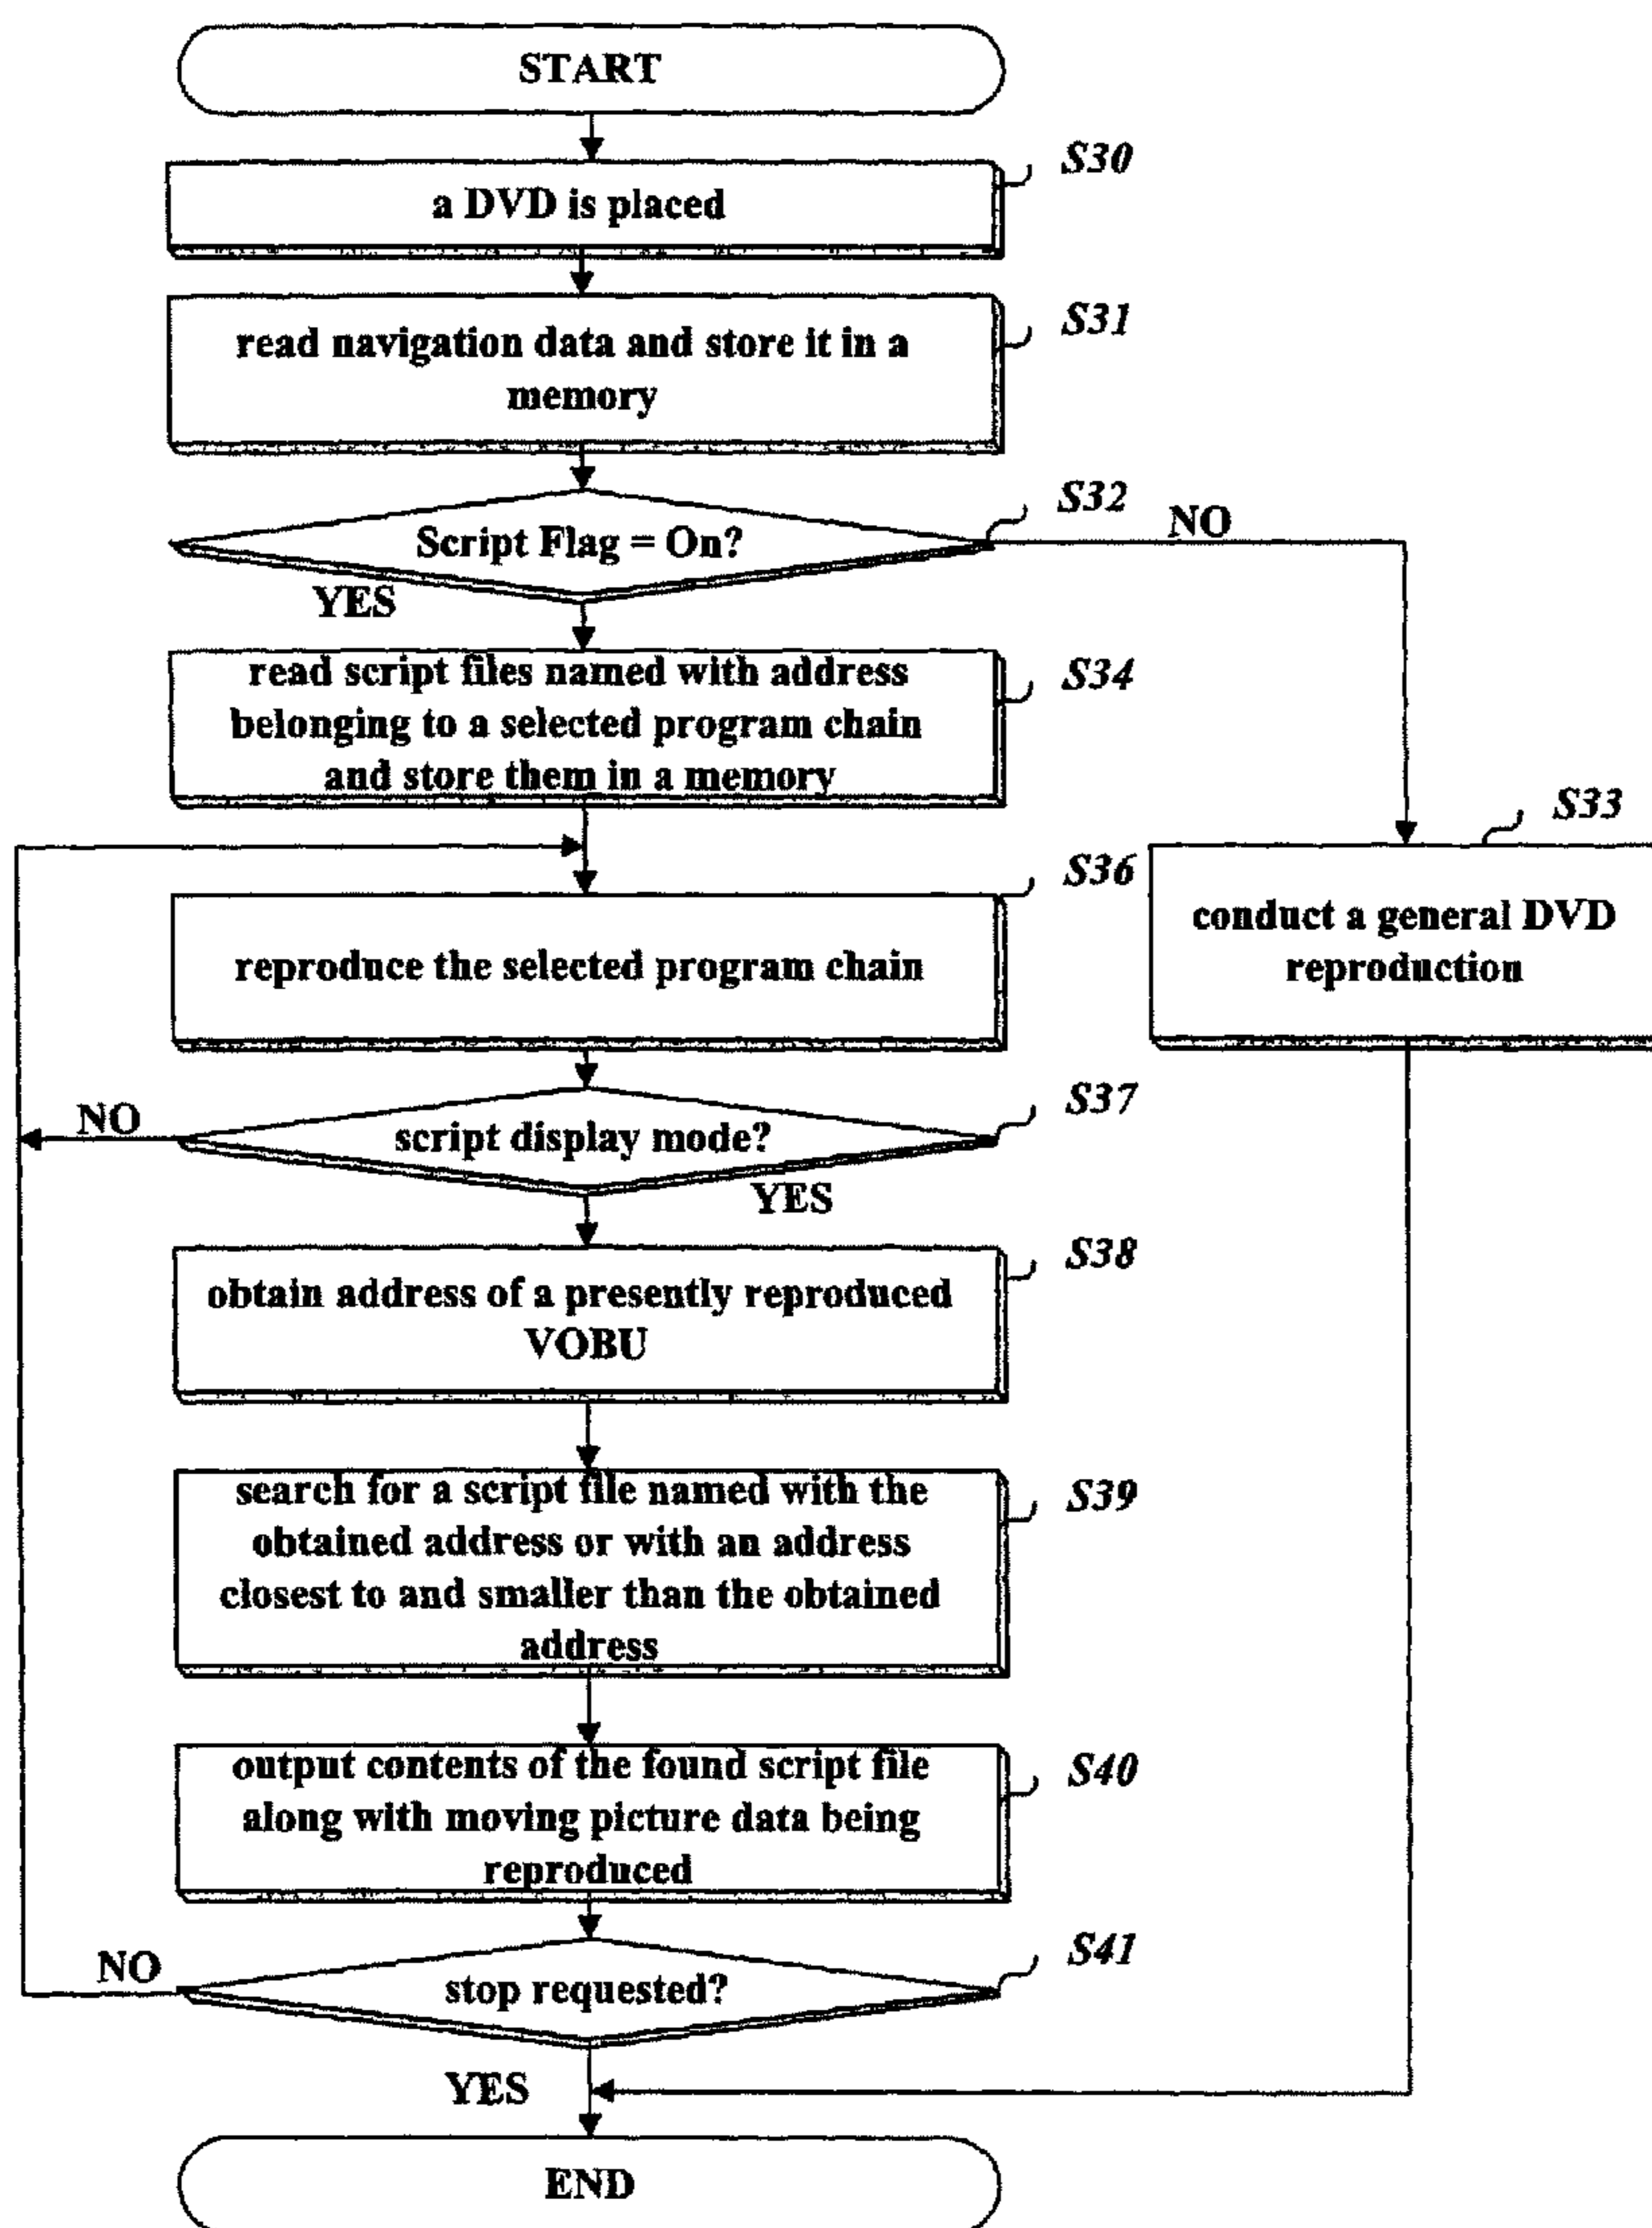 START
S30
a DVD is placed
S31
read navigation data and store it in a
memory
S32
Script Flag = On?
NO
YES
S34
read script files named with address
belonging to a selected program chain
and store them in a memory
S33
conduct a general DVD
reproduction
S36
reproduce the selected program chain
S37
script display mode?
NO
YES
S38
obtain address of a presently reproduced
VOBU
S39
search for a script file named with the
obtained address or with an address
closest to and smaller than the obtained
address
S40
output contents of the found script file
along with moving picture data being
reproduced
S41
stop requested?
NO
YES
END